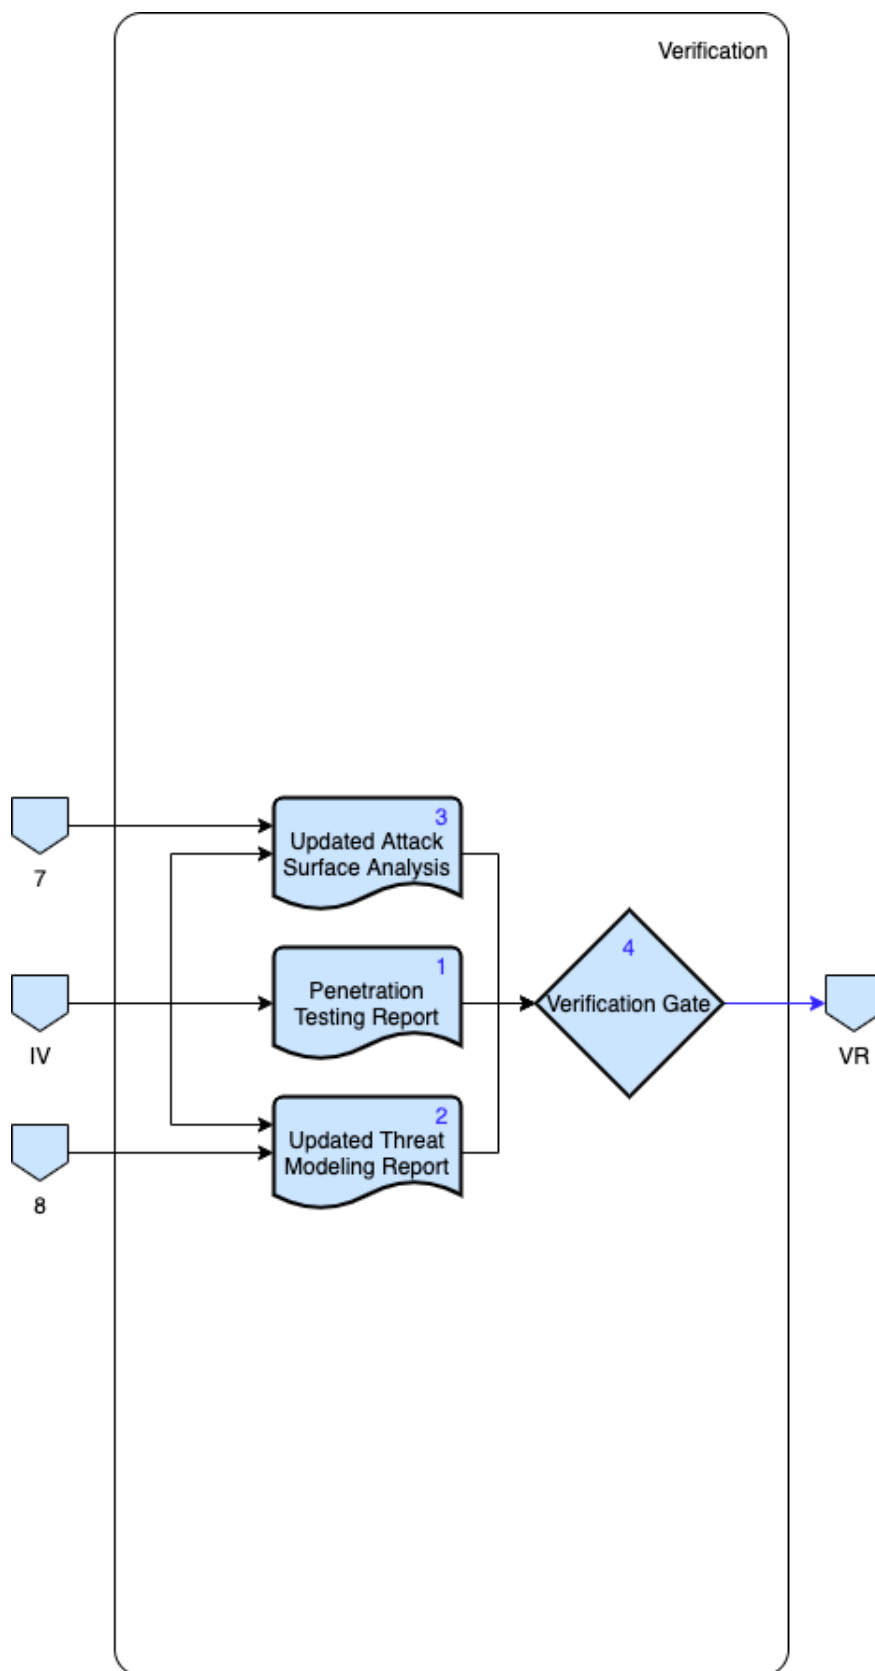 Verification
3
Updated Attack
Surface Analysis
7
1
Penetration
Testing Report
4
Verification Gate
IV
VR
2
Updated Threat
Modeling Report
8